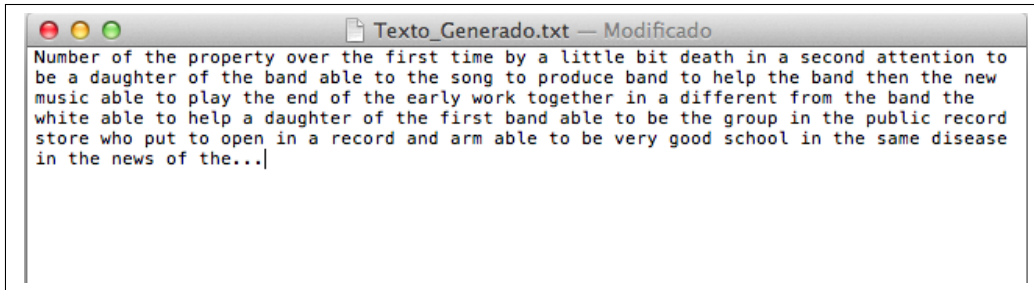 Texto_Generado.txt — Modificado
Number of the property over the first time by a little bit death in a second attention to
be a daughter of the band able to the song to produce band to help the band then the new
music able to play the end of the early work together in a different from the band the
white able to help a daughter of the first band able to be the group in the public record
store who put to open in a record and arm able to be very good school in the same disease
in the news of the...